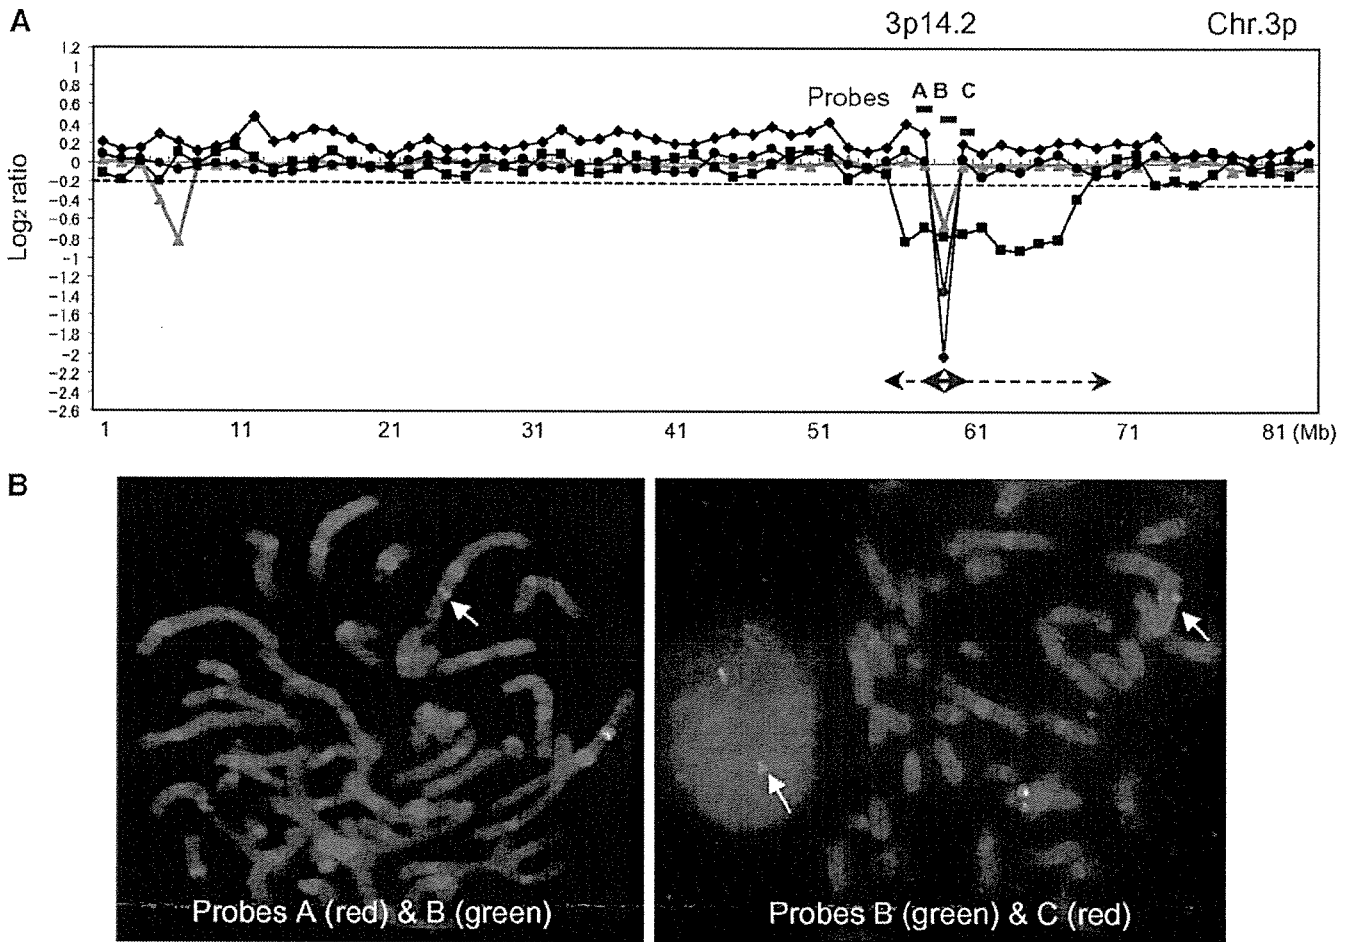 A
3p14.2 Chr.3p
Probes A B C
Log2 ratio
1.2
1
0.8
0.6
0.4
0.2
0
-0.2
-0.4
-0.6
-0.8
-1
-1.2
-1.4
-1.6
-1.8
-2
-2.2
-2.4
-2.6
1 11 21 31 41 51 61 71 81 (Mb)
B
Probes A (red) & B (green)
Probes B (green) & C (red)